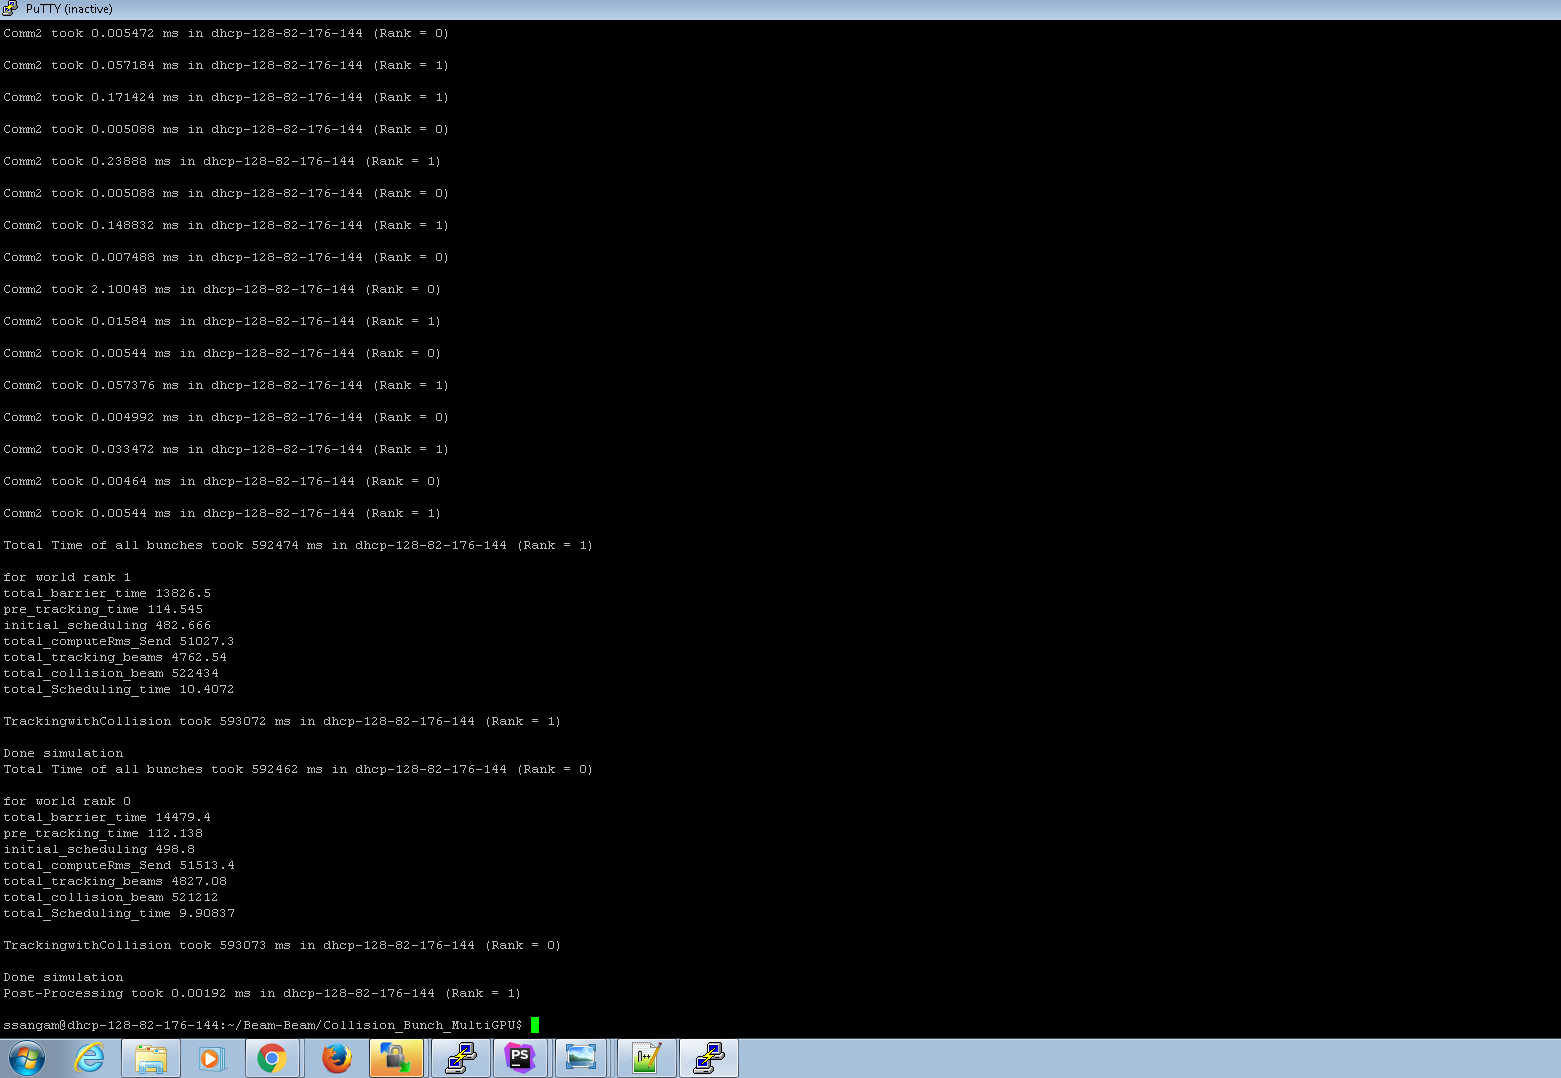 PuTTY (inactive)
Comm2 took 0.005472 ms in dhcp-128-82-176-144 (Rank = 0)
Comm2 took 0.057184 ms in dhcp-128-82-176-144 (Rank = 1)
Comm2 took 0.171424 ms in dhcp-128-82-176-144 (Rank = 1)
Comm2 took 0.005088 ms in dhcp-128-82-176-144 (Rank = 0)
Comm2 took 0.23888 ms in dhcp-128-82-176-144 (Rank = 1)
Comm2 took 0.005088 ms in dhcp-128-82-176-144 (Rank = 0)
Comm2 took 0.148832 ms in dhcp-128-82-176-144 (Rank = 1)
Comm2 took 0.007488 ms in dhcp-128-82-176-144 (Rank = 0)
Comm2 took 2.10048 ms in dhcp-128-82-176-144 (Rank = 0)
Comm2 took 0.01584 ms in dhcp-128-82-176-144 (Rank = 1)
Comm2 took 0.00544 ms in dhcp-128-82-176-144 (Rank = 0)
Comm2 took 0.057376 ms in dhcp-128-82-176-144 (Rank = 1)
Comm2 took 0.004992 ms in dhcp-128-82-176-144 (Rank = 0)
Comm2 took 0.033472 ms in dhcp-128-82-176-144 (Rank = 1)
Comm2 took 0.00464 ms in dhcp-128-82-176-144 (Rank = 0)
Comm2 took 0.00544 ms in dhcp-128-82-176-144 (Rank = 1)
Total Time of all bunches took 592474 ms in dhcp-128-82-176-144 (Rank = 1)
for world rank 1
total_barrier_time 13826.5
pre_tracking_time 114.545
initial_scheduling 482.666
total_computeRms_Send 51027.3
total_tracking_beams 4762.54
total_collision_beam 522434
total_Scheduling_time 10.4072
TrackingwithCollision took 593072 ms in dhcp-128-82-176-144 (Rank = 1)
Done simulation
Total Time of all bunches took 592462 ms in dhcp-128-82-176-144 (Rank = 0)
for world rank 0
total_barrier_time 14479.4
pre_tracking_time 112.138
initial_scheduling 498.8
total_computeRms_Send 51513.4
total_tracking_beams 4827.08
total_collision_beam 521212
total_Scheduling_time 9.90837
TrackingwithCollision took 593073 ms in dhcp-128-82-176-144 (Rank = 0)
Done simulation
Post-Processing took 0.00192 ms in dhcp-128-82-176-144 (Rank = 1)
ssangam@dhcp-128-82-176-144:~/Beam-Beam/Collision_Bunch_MultiGPU$
PS